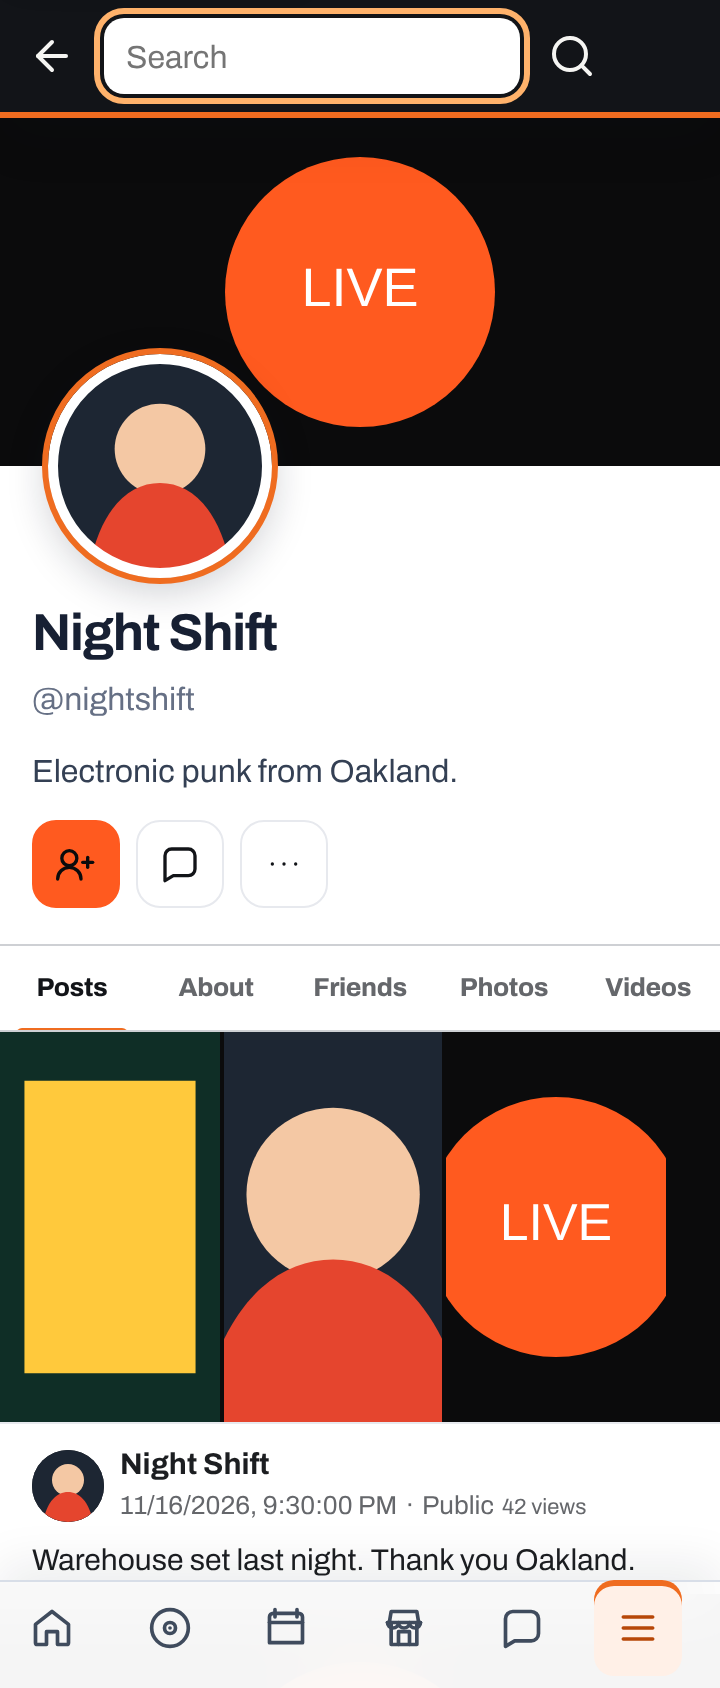 Search
LIVE
Night Shift
@nightshift
Electronic punk from Oakland.
Posts About Friends Photos Videos
LIVE
Night Shift
11/16/2026, 9:30:00 PM · Public 42 views
Warehouse set last night. Thank you Oakland.